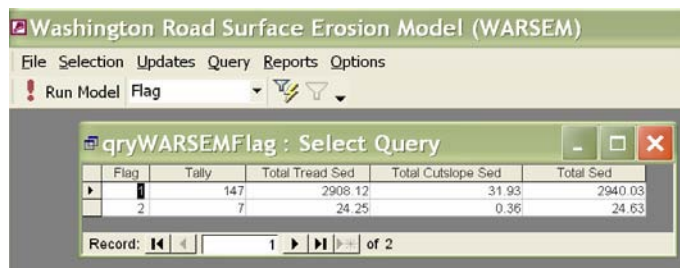 Washington Road Surface Erosion Model (WARSEM)
File Selection Updates Query Reports Options
! Run Model Flag
qryWARSEMFlag : Select Query
Flag Tally Total Tread Sed Total Cutslope Sed Total Sed
1 147 2908.12 31.93 2940.03
2 7 24.25 0.36 24.63
Record: 1 of 2